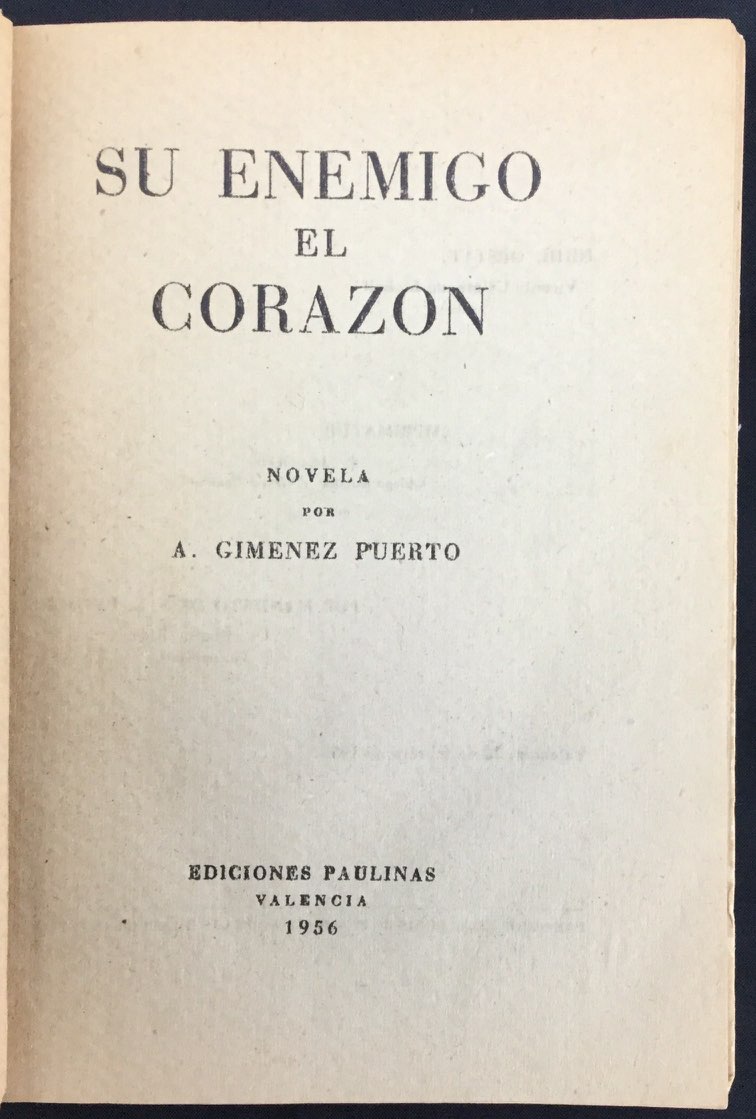 SU ENEMIGO
EL
CORAZON
NOVELA
POR
A. GIMENEZ PUERTO
EDICIONES PAULINAS
VALENCIA
1956